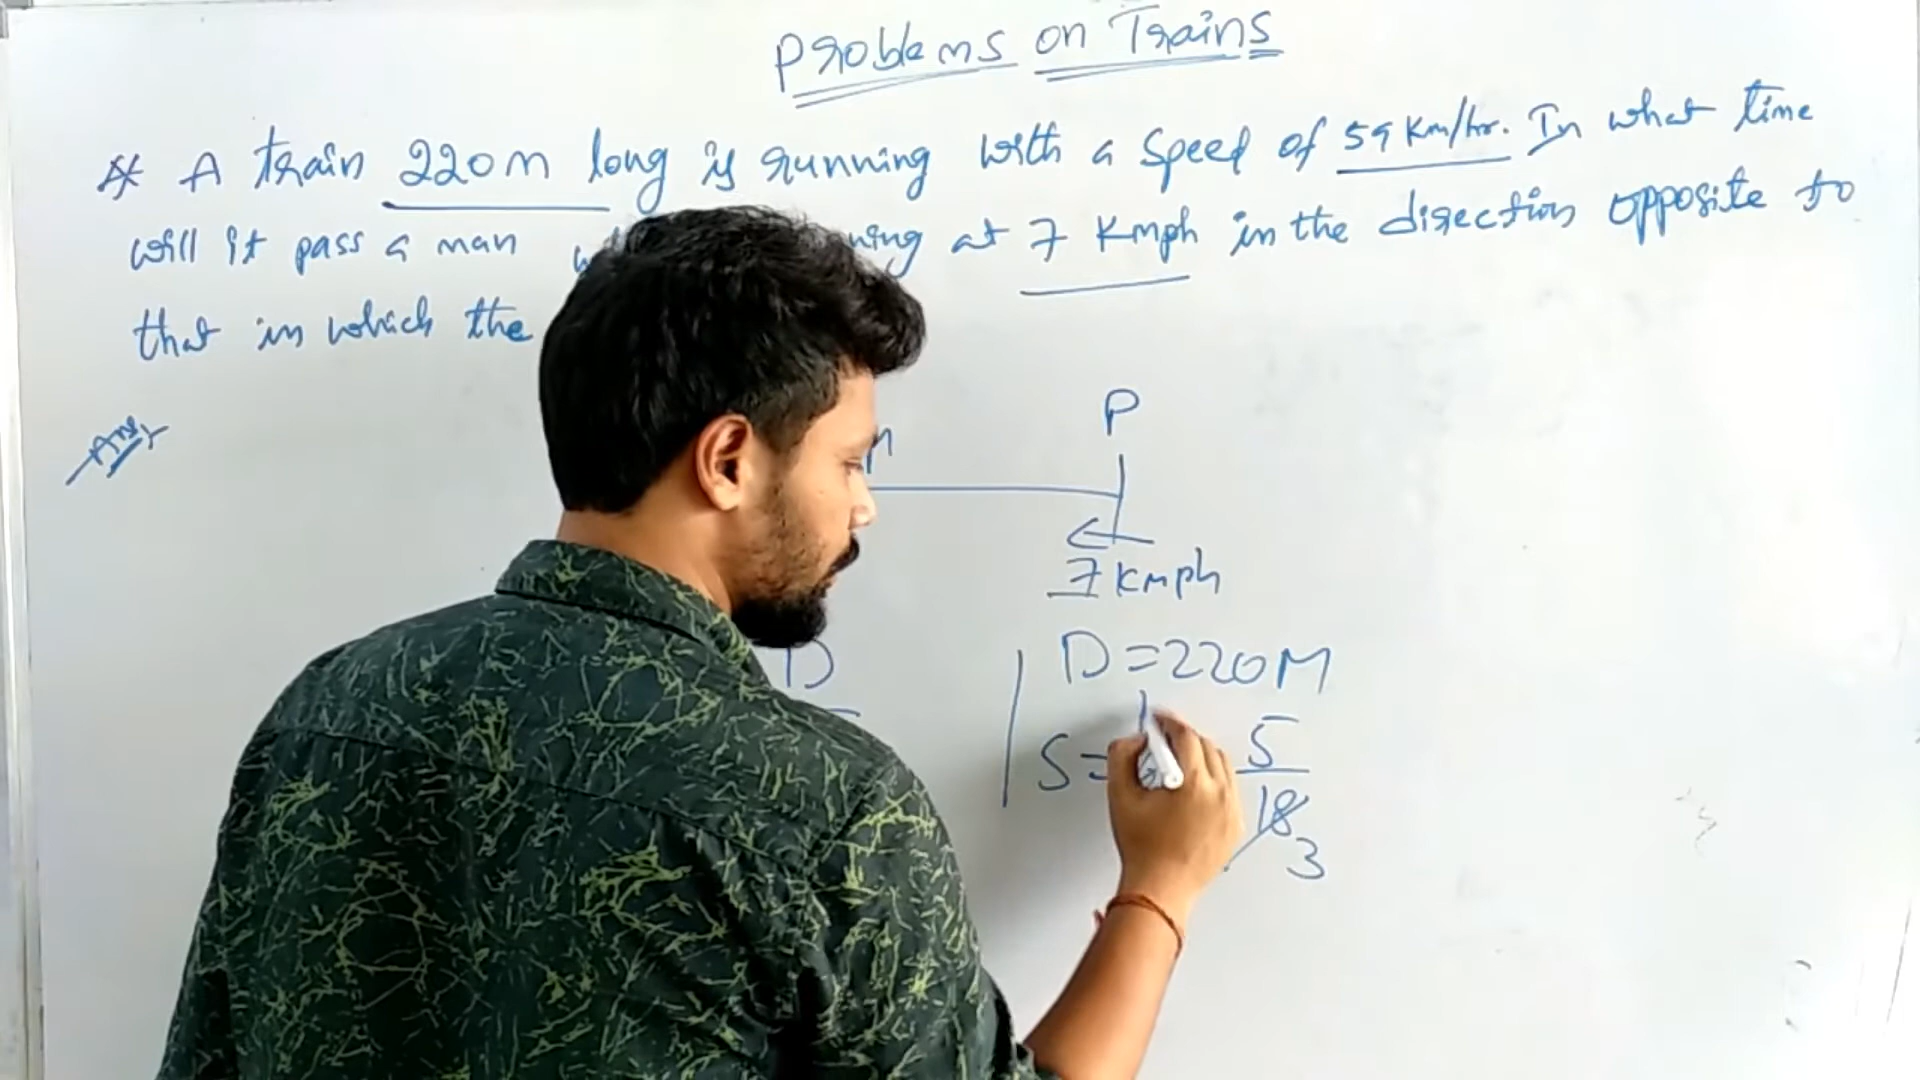 Problems on Trains
A train 220M long is running with a speed of 59 Km/hr. In what time
will it pass a man at 7 Kmph in the direction opposite to
that in which the
Ans
P
7 Kmph
D
D=220M
S= 5
18
3